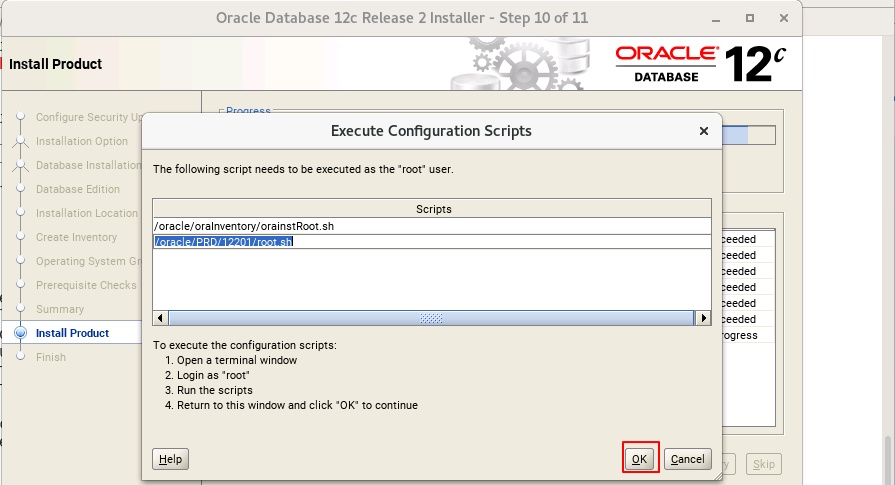 Oracle Database 12c Release 2 Installer - Step 10 of 11
Install Product
ORACLE
DATABASE
12c
Configure Security
Installation Option
Database Installation
Database Edition
Installation Location
Create Inventory
Operating System
Prerequisite Checks
Summary
Install Product
Finish
Progress
Execute Configuration Scripts
The following script needs to be executed as the "root" user.
Scripts
/oracle/oraInventory/orainstRoot.sh
/oracle/PRD/12201/root.sh
To execute the configuration scripts:
1. Open a terminal window
2. Login as "root"
3. Run the scripts
4. Return to this window and click "OK" to continue
Help
OK
Cancel
ceeded
ceeded
ceeded
ceeded
ceeded
ceeded
ogress
Skip